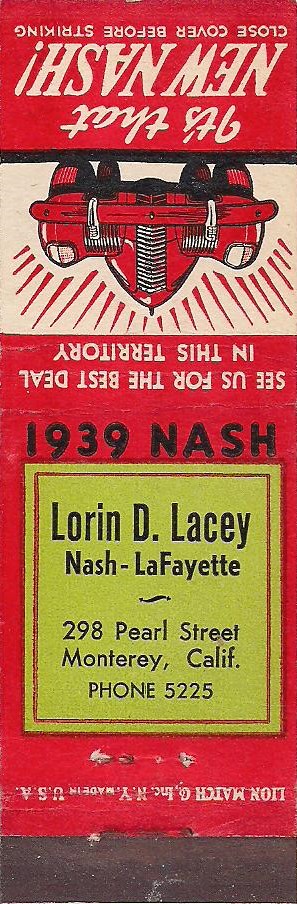 It's that
NEW NASH!
CLOSE COVER BEFORE STRIKING
SEE US FOR THE BEST DEAL
IN THIS TERRITORY
1939 NASH
Lorin D. Lacey
Nash-LaFayette
298 Pearl Street
Monterey, Calif.
PHONE 5225
LION MATCH Co., Inc. N.Y. MADE IN U.S.A.